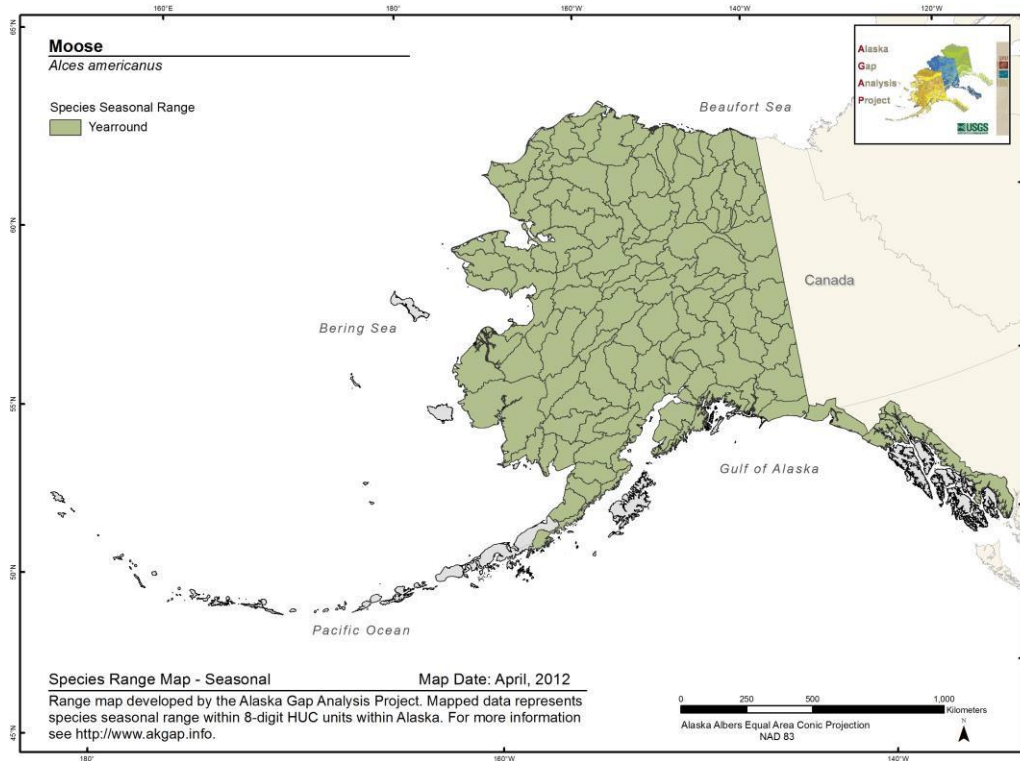 160°E
180°
160°W
140°W
120°W
65°N
Moose
Alces americanus
Species Seasonal Range
Yearround
Alaska
Gap
Analysis
Project
USGS
Beaufort Sea
60°N
Canada
Bering Sea
55°N
Gulf of Alaska
50°N
Pacific Ocean
Species Range Map - Seasonal Map Date: April, 2012
Range map developed by the Alaska Gap Analysis Project. Mapped data represents
species seasonal range within 8-digit HUC units within Alaska. For more information
see http://www.akgap.info.
0 250 500 1,000
Kilometers
Alaska Albers Equal Area Conic Projection
NAD 83
N
45°N
180°
160°W
140°W